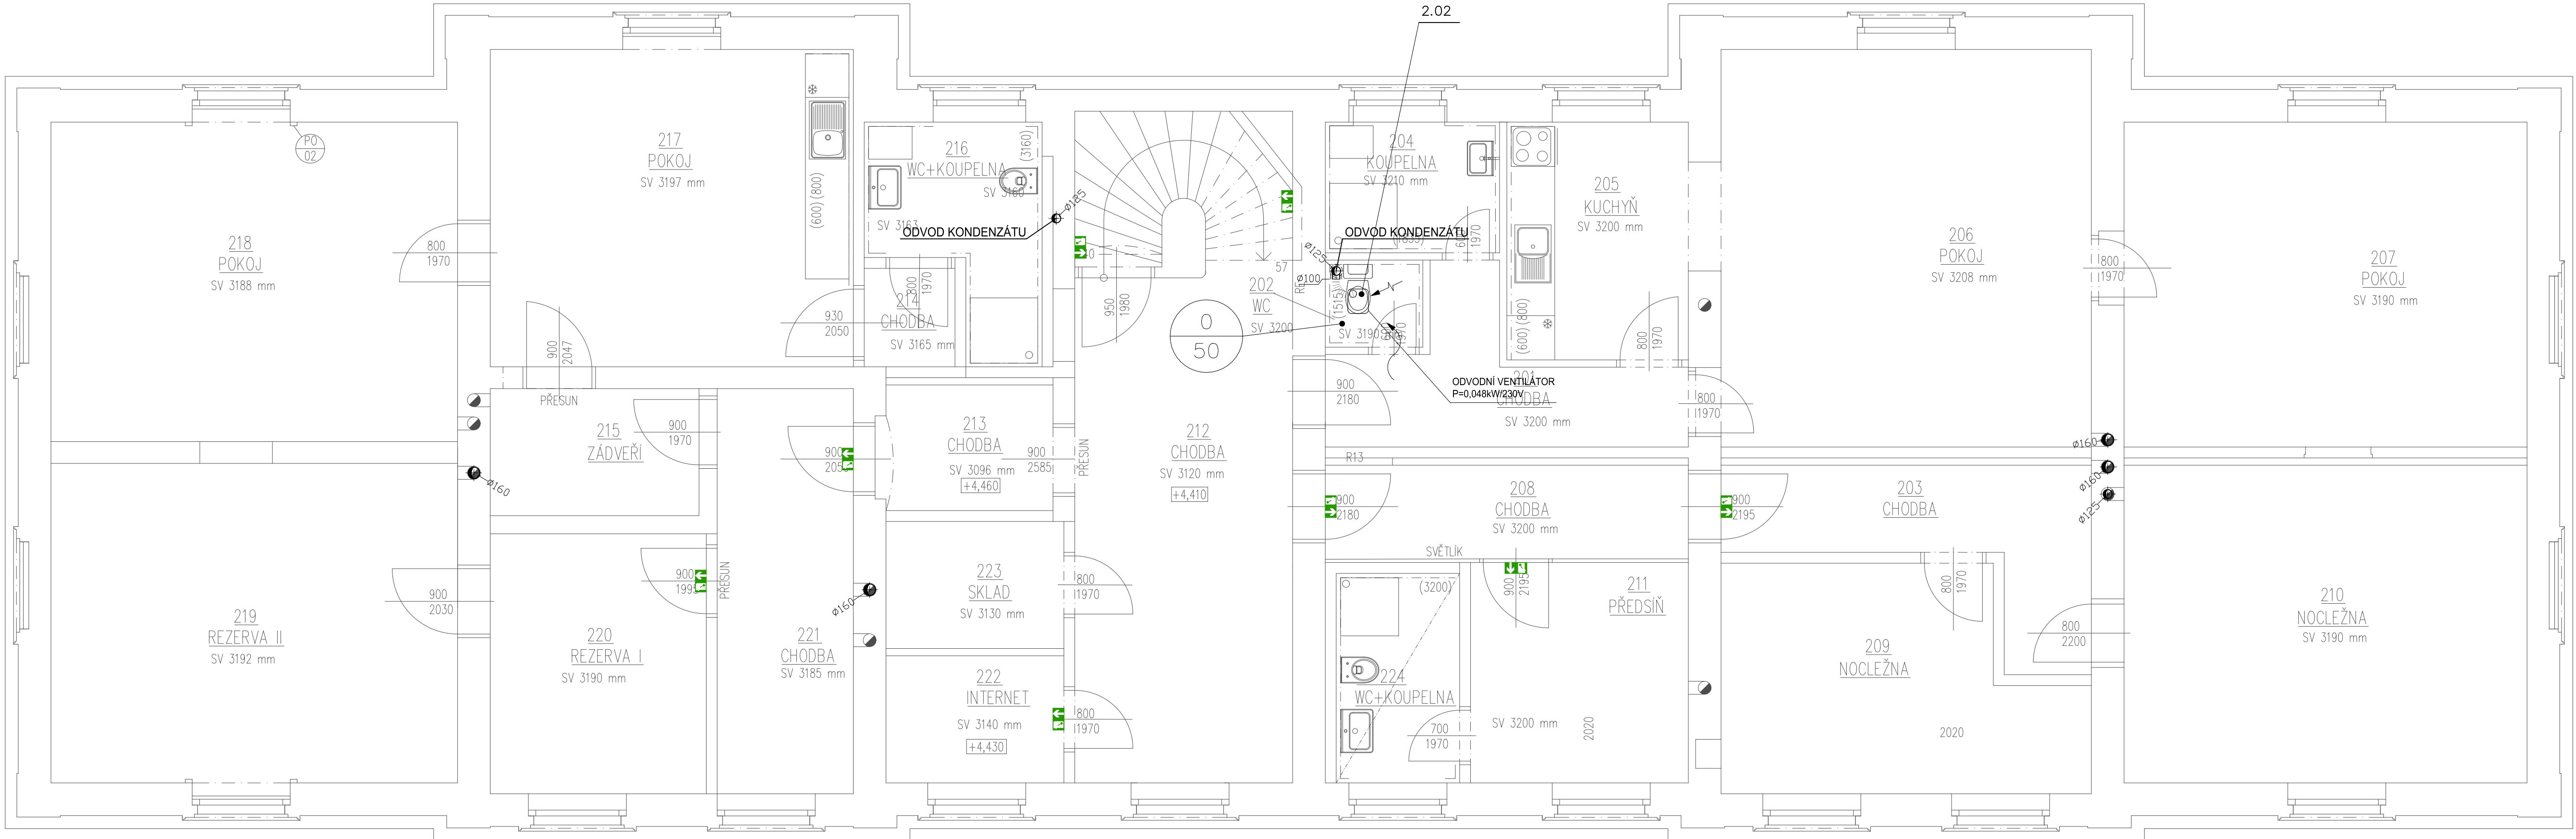 2.02
218
POKOJ
SV 3188 mm
PO
02
800
1970
217
POKOJ
SV 3197 mm
(600)(800)
216
WC+KOUPELNA
SV 3160
(3160)
SV 3163
ø125
ODVOD KONDENZÁTU
800
1970
214
CHODBA
SV 3165 mm
930
2050
900
2047
PŘESUN
950
1980
57
0
50
204
KOUPELNA
SV 3210 mm
ODVOD KONDENZÁTU
1970
ø125
ø100
202
WC
SV 3200
1515
SV 3190
ODVODNÍ VENTILÁTOR
P=0,048kW/230V
205
KUCHYŇ
SV 3200 mm
(600)(800)
800
1970
201
CHODBA
SV 3200 mm
900
2180
800
1970
206
POKOJ
SV 3208 mm
800
1970
207
POKOJ
SV 3190 mm
215
ZÁDVEŘÍ
900
1970
900
213
CHODBA
SV 3096 mm
+4,460
900
2585
PŘESUN
212
CHODBA
SV 3120 mm
+4,410
R13
900
2180
208
CHODBA
SV 3200 mm
SVĚTLÍK
900
2195
203
CHODBA
ø160
ø160
ø125
ø160
219
REZERVA II
SV 3192 mm
900
2030
220
REZERVA I
SV 3190 mm
900
PŘESUN
221
CHODBA
SV 3185 mm
ø160
223
SKLAD
SV 3130 mm
800
1970
222
INTERNET
SV 3140 mm
+4,430
800
1970
(3200)
224
WC+KOUPELNA
700
1970
900
2195
211
PŘEDSÍŇ
SV 3200 mm
2020
209
NOCLEŽNA
2020
800
1970
800
2200
210
NOCLEŽNA
SV 3190 mm